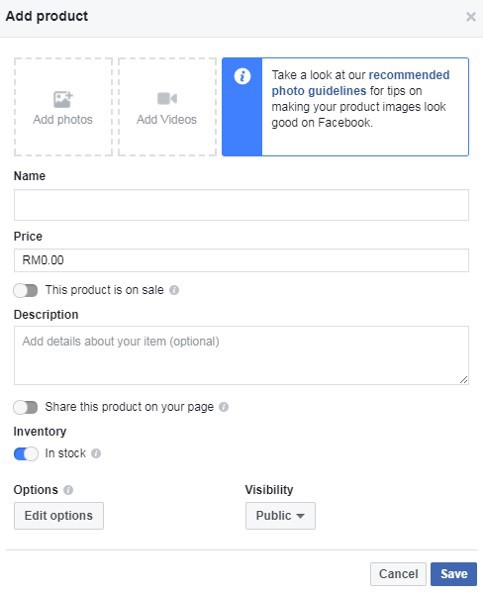 Add product
Add photos
Add Videos
Take a look at our recommended
photo guidelines for tips on
making your product images look
good on Facebook.
Name
Price
RM0.00
This product is on sale
Description
Add details about your item (optional)
Share this product on your page
Inventory
In stock
Options
Visibility
Edit options
Public
Cancel
Save